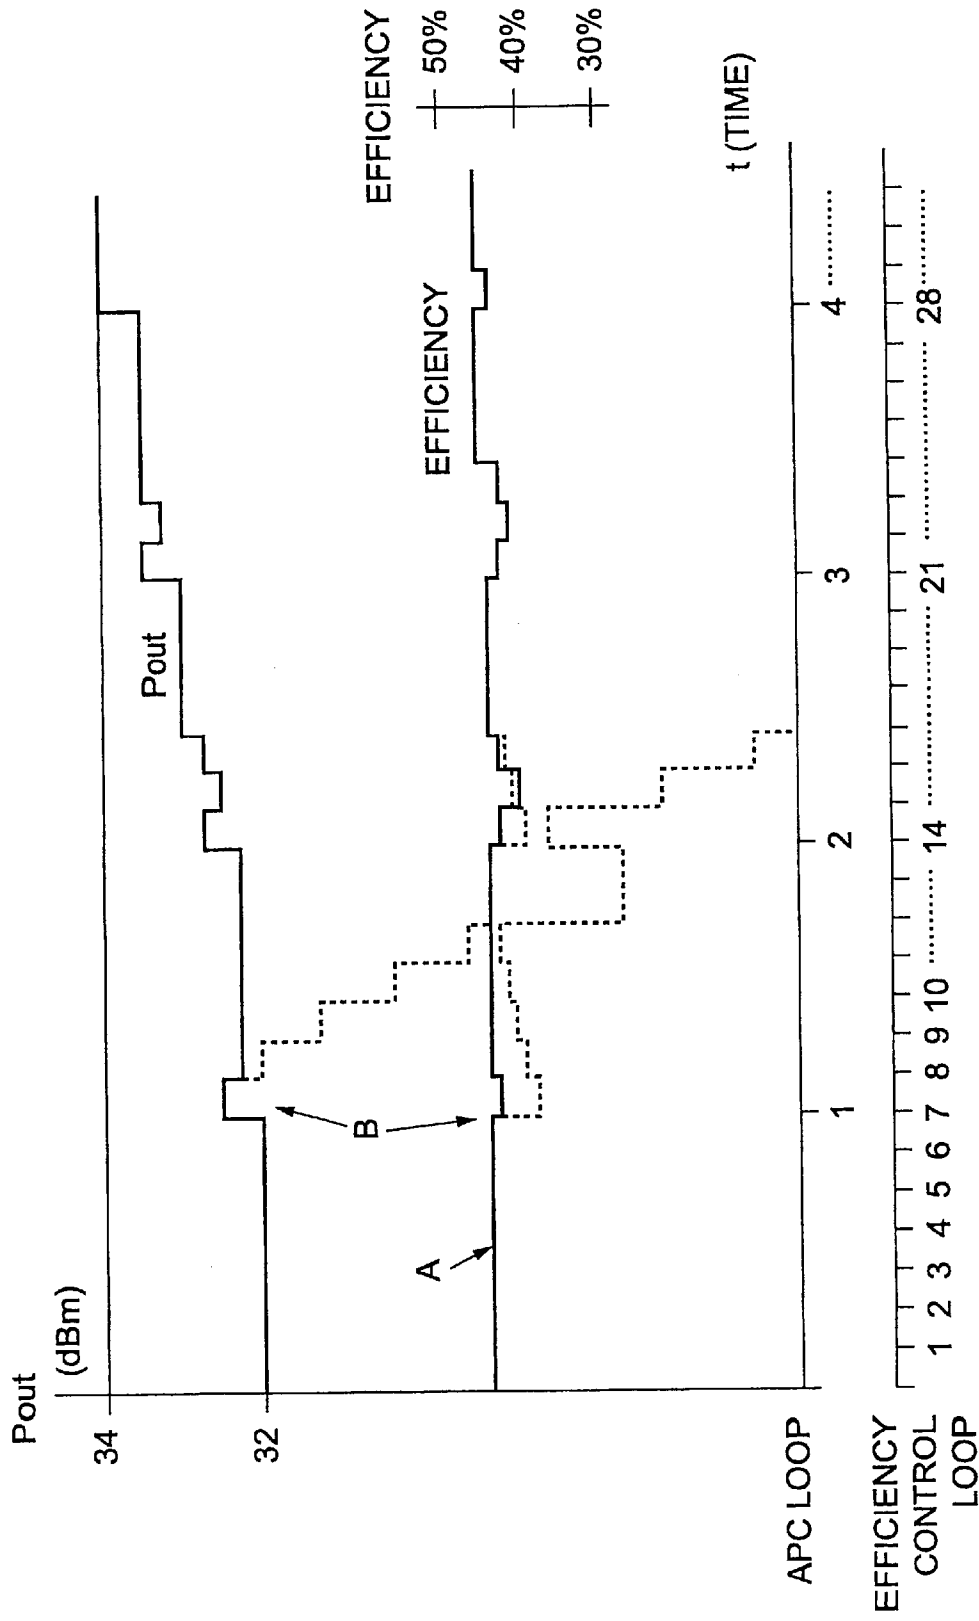 Pout
(dBm)
34
32
Pout
EFFICIENCY
50%
40%
30%
EFFICIENCY
A
B
t (TIME)
APC LOOP
1 2 3 4 ........
EFFICIENCY
CONTROL
LOOP
1 2 3 4 5 6 7 8 9 10 ........ 14 ........ 21 ........ 28 ........